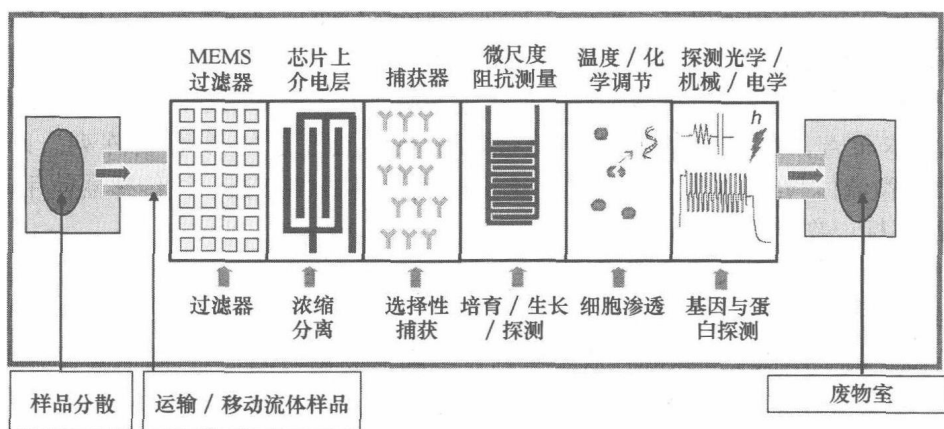 MEMS
过滤器
芯片上
介电层
捕获器
微尺度
阻抗测量
温度 / 化
学调节
探测光学 /
机械 / 电学
h
过滤器
浓缩
分离
选择性
捕获
培育 / 生长
/ 探测
细胞渗透
基因与蛋
白探测
样品分散
运输 / 移动流体样品
废物室